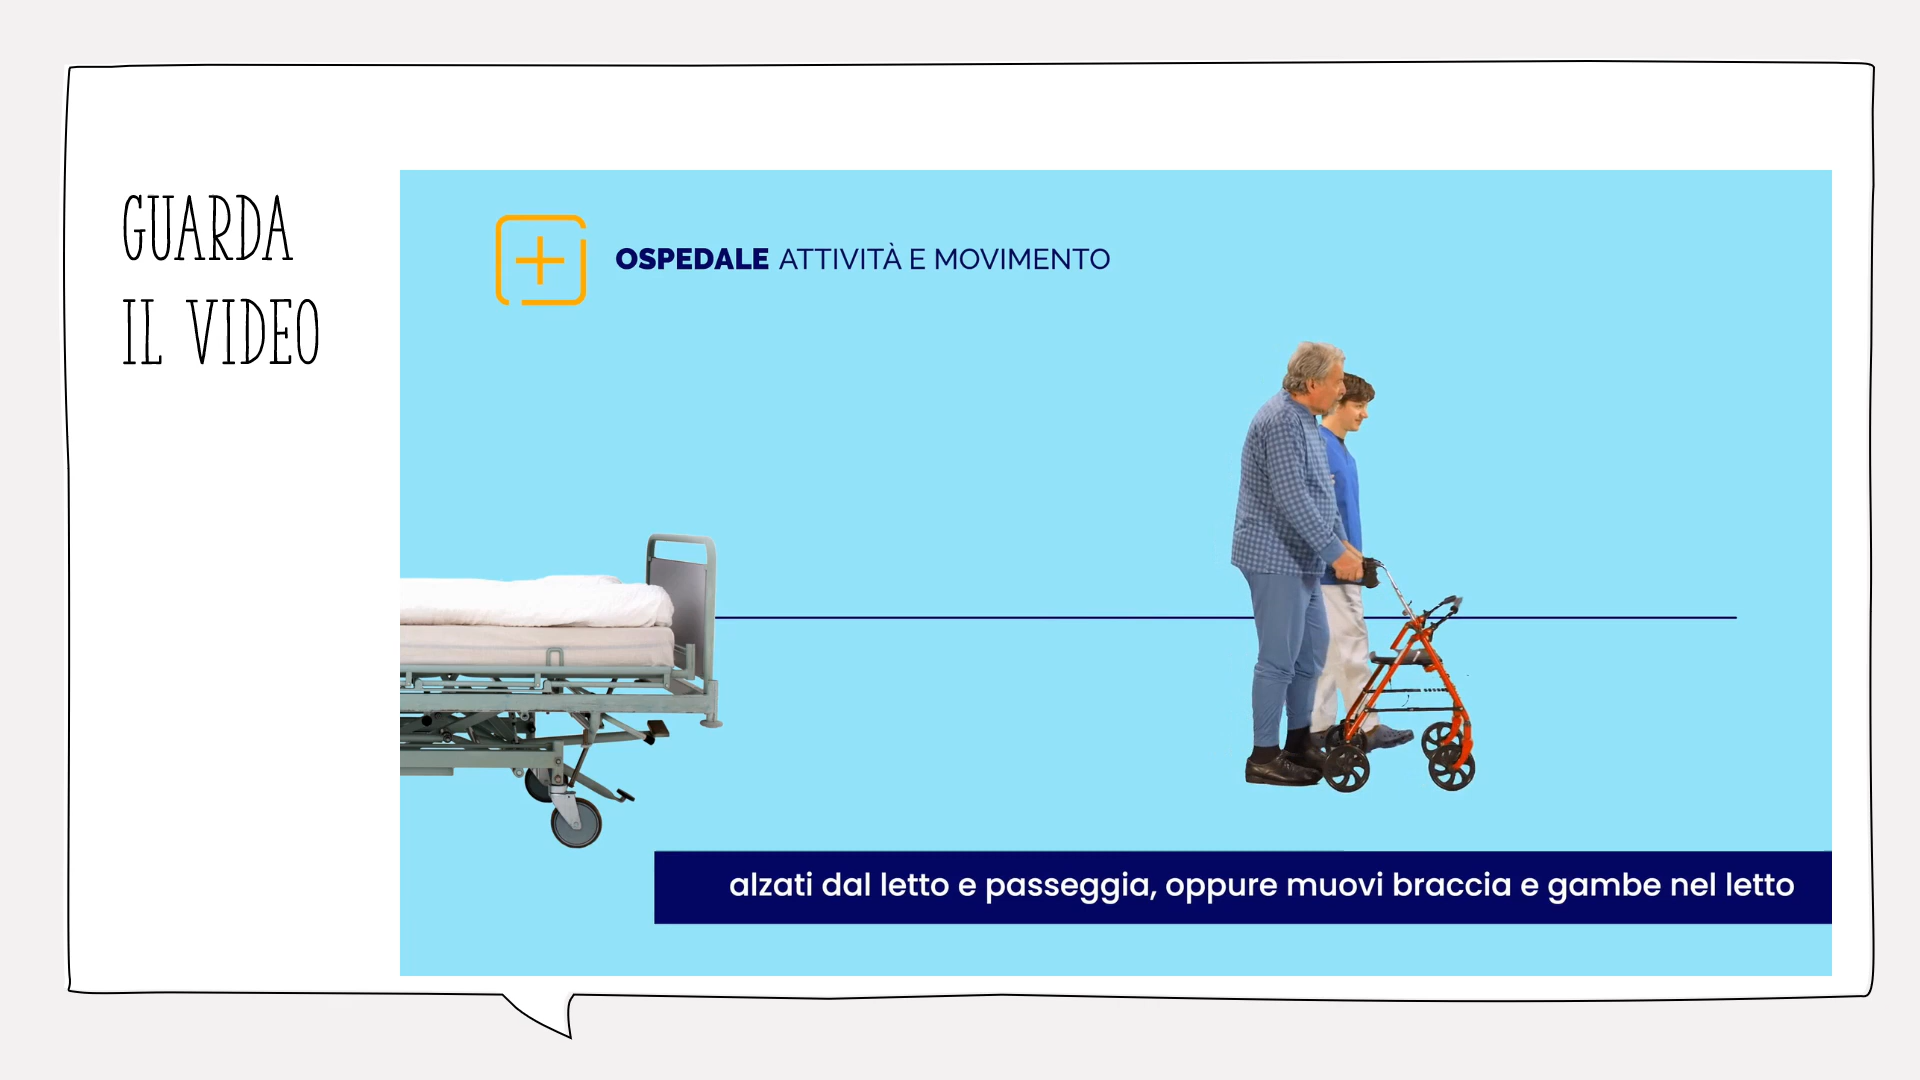 GUARDA
IL VIDEO
OSPEDALE ATTIVITÀ E MOVIMENTO
alzati dal letto e passeggia, oppure muovi braccia e gambe nel letto